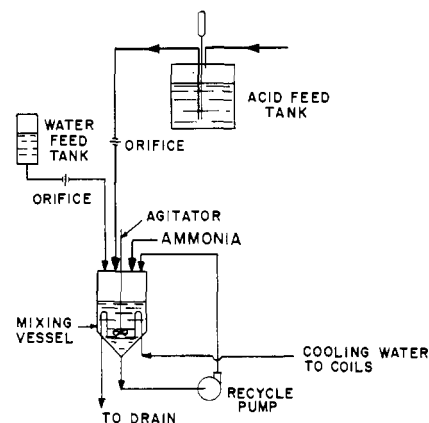 ACID FEED
TANK
WATER
FEED
TANK
ORIFICE
ORIFICE
AGITATOR
AMMONIA
MIXING
VESSEL
COOLING WATER
TO COILS
RECYCLE
PUMP
TO DRAIN